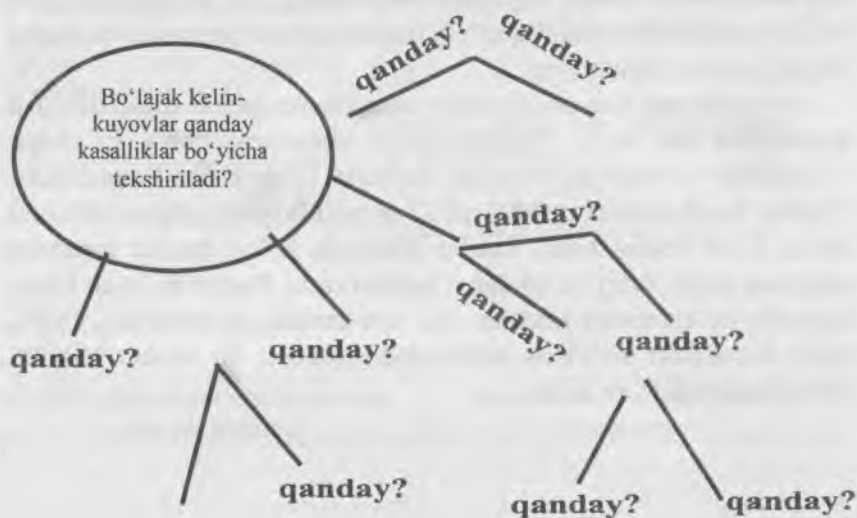 qanday? qanday?
Bo‘lajak kelin-
kuyovlar qanday
kasalliklar bo‘yicha
tekshiriladi?
qanday?
qanday?
qanday?
qanday?
qanday?
qanday?
qanday?
qanday?